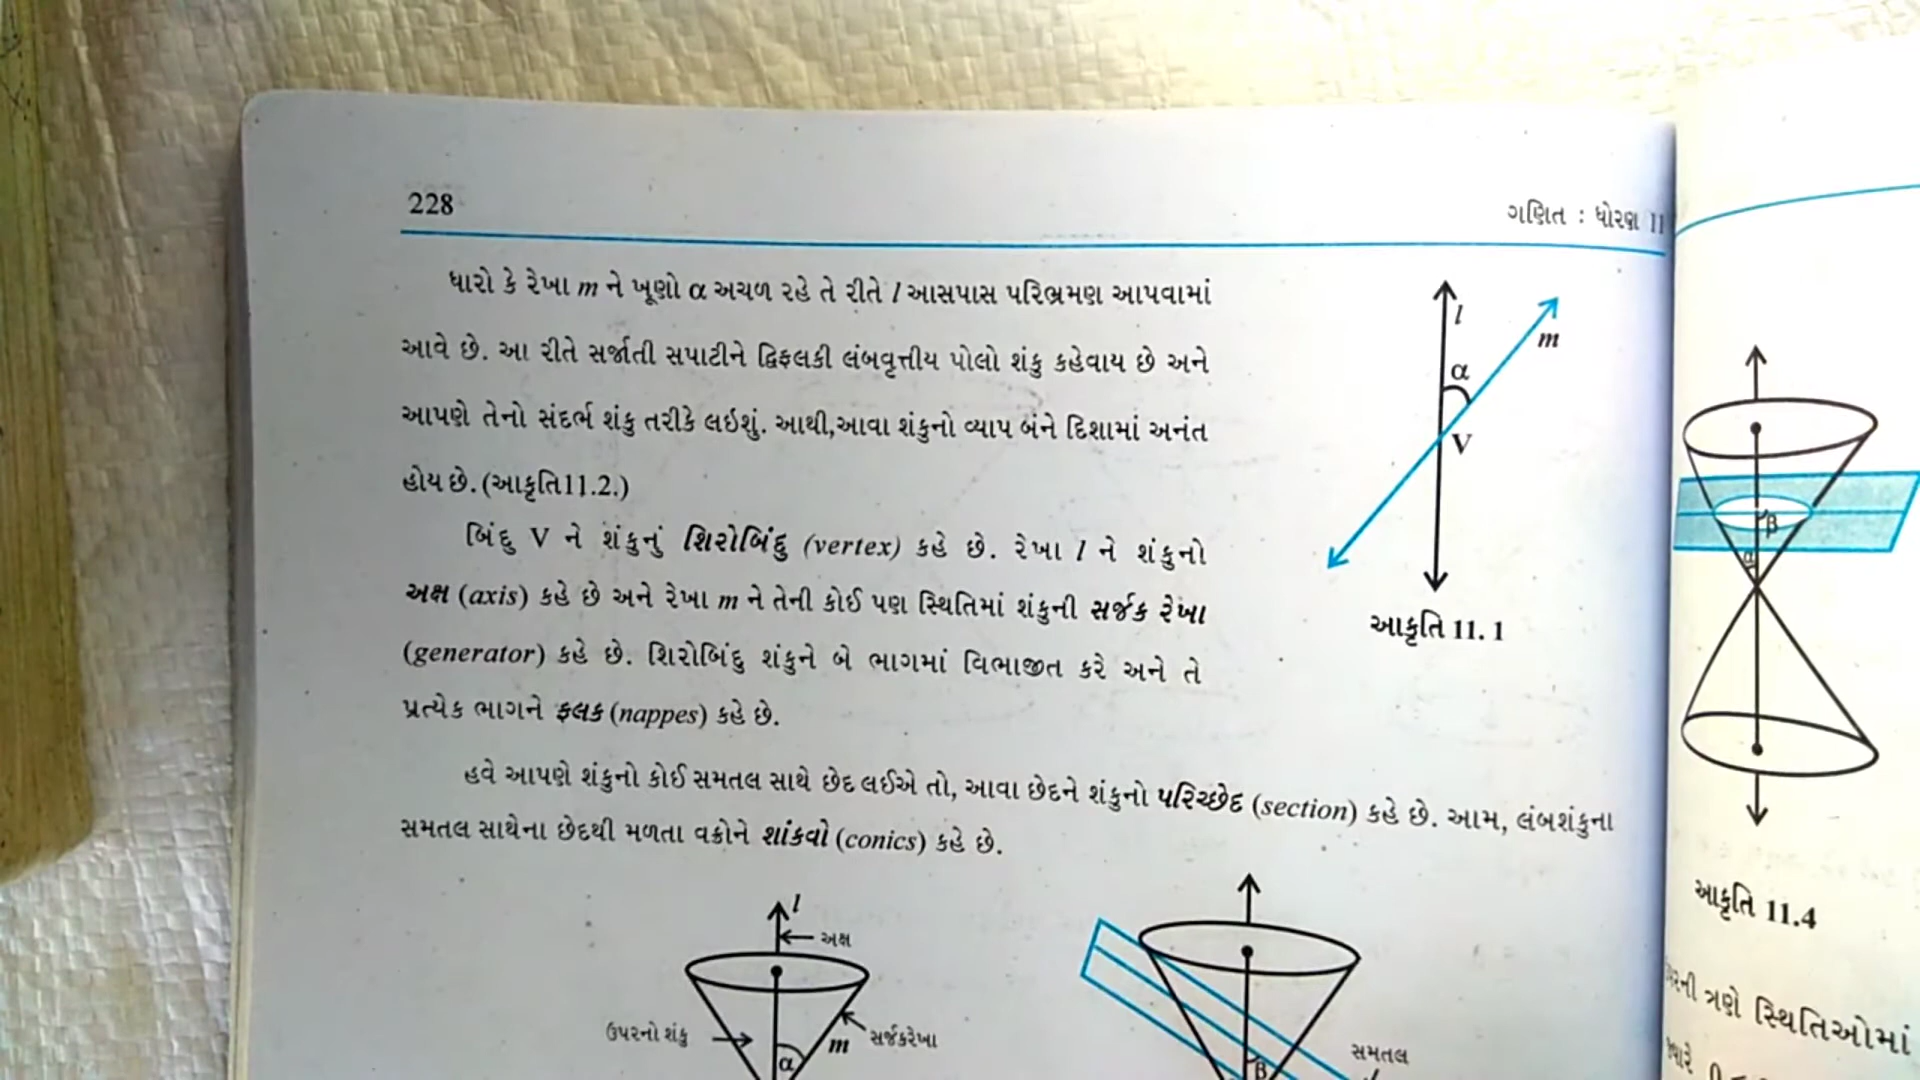 228
ગણિત : ધોરણ 11
ધારો કે રેખા m ને ખૂણો α અચળ રહે તે રીતે l આસપાસ પરિભ્રમણ આપવામાં
આવે છે. આ રીતે સર્જાતી સપાટીને દ્વિફલકી લંબવૃત્તીય પોલો શંકુ કહેવાય છે અને
આપણે તેનો સંદર્ભ શંકુ તરીકે લઇશું. આથી,આવા શંકુનો વ્યાપ બંને દિશામાં અનંત
હોય છે. (આકૃતિ11.2.)
બિંદુ V ને શંકુનું શિરોબિંદુ (vertex) કહે છે. રેખા l ને શંકુનો
અક્ષ (axis) કહે છે અને રેખા m ને તેની કોઈ પણ સ્થિતિમાં શંકુની સર્જક રેખા
(generator) કહે છે. શિરોબિંદુ શંકુને બે ભાગમાં વિભાજીત કરે અને તે
પ્રત્યેક ભાગને ફલક (nappes) કહે છે.
l
m
α
V
આકૃતિ 11. 1
હવે આપણે શંકુનો કોઈ સમતલ સાથે છેદ લઈએ તો, આવા છેદને શંકુનો પરિચ્છેદ (section) કહે છે. આમ, લંબશંકુના
સમતલ સાથેના છેદથી મળતા વક્રોને શાંકવો (conics) કહે છે.
l
અક્ષ
ઉપરનો શંકુ
સર્જકરેખા
m
α
β
સમતલ
β
α
આકૃતિ 11.4
ત્રણે સ્થિતિઓમાં